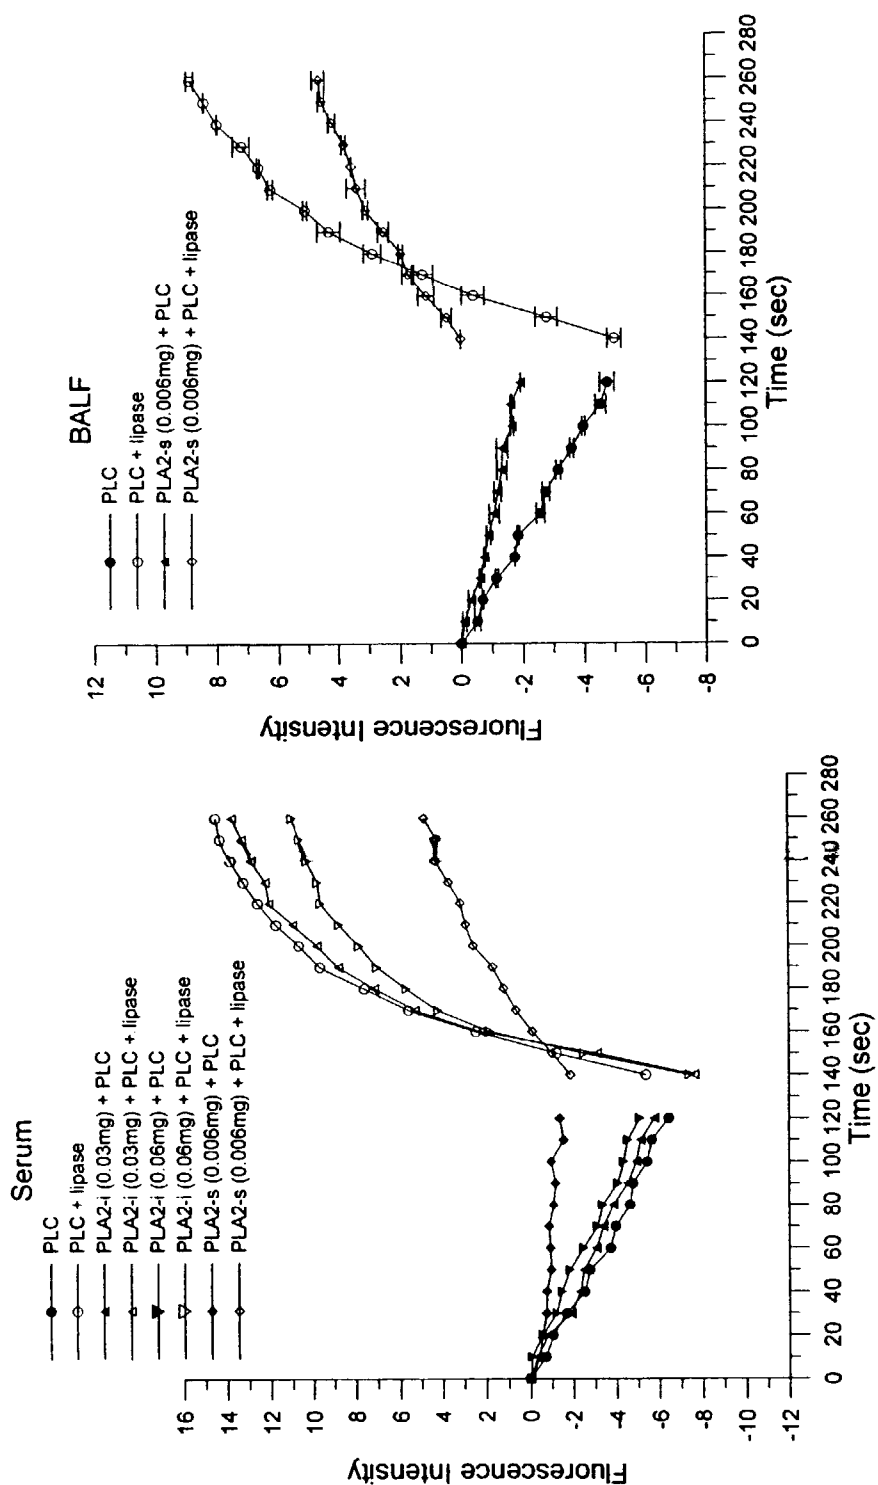 Serum
PLC
PLC + lipase
PLA2-i (0.03mg) + PLC
PLA2-i (0.03mg) + PLC + lipase
PLA2-i (0.06mg) + PLC
PLA2-i (0.06mg) + PLC + lipase
PLA2-s (0.006mg) + PLC
PLA2-s (0.006mg) + PLC + lipase
Fluorescence Intensity
16
12
10
8
6
4
2
0
-2
-4
-6
-8
-10
-12
0 20 40 60 80 100 120 140 160 180 200 220 240 260 280
Time (sec)
BALF
PLC
PLC + lipase
PLA2-s (0.006mg) + PLC
PLA2-s (0.006mg) + PLC + lipase
Fluorescence Intensity
12
10
8
6
4
2
0
-2
-4
-6
-8
0 20 40 60 80 100 120 140 160 180 200 220 240 260 280
Time (sec)